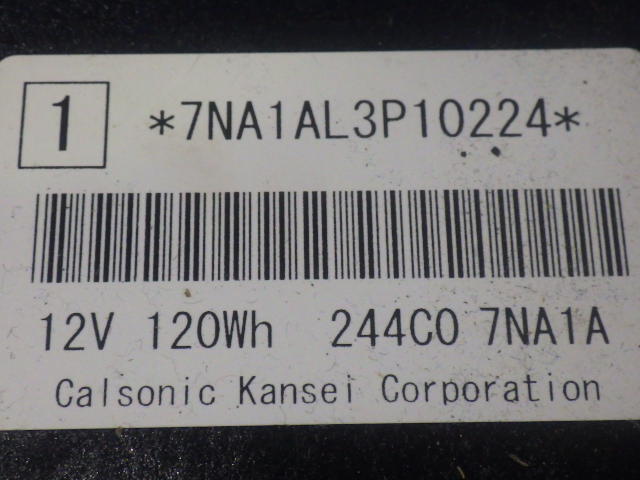 1 *7NA1AL3P10224*
12V 120Wh 244C0 7NA1A
Calsonic Kansei Corporation